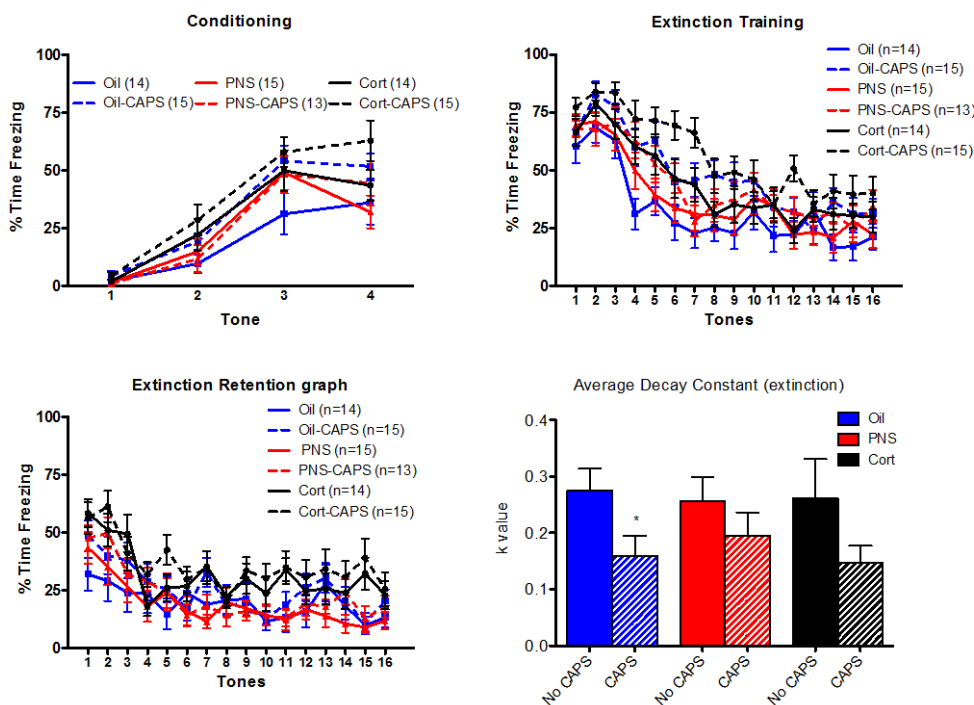 Conditioning
% Time Freezing
100
75
50
25
0
Oil (14) PNS (15) Cort (14)
Oil-CAPS (15) PNS-CAPS (13) Cort-CAPS (15)
1 2 3 4
Tone
Extinction Training
% Time Freezing
100
75
50
25
0
Oil (n=14)
Oil-CAPS (n=15)
PNS (n=15)
PNS-CAPS (n=13)
Cort (n=14)
Cort-CAPS (n=15)
1 2 3 4 5 6 7 8 9 10 11 12 13 14 15 16
Tones
Extinction Retention graph
% Time Freezing
100
75
50
25
0
Oil (n=14)
Oil-CAPS (n=15)
PNS (n=15)
PNS-CAPS (n=13)
Cort (n=14)
Cort-CAPS (n=15)
1 2 3 4 5 6 7 8 9 10 11 12 13 14 15 16
Tones
Average Decay Constant (extinction)
k value
0.4
0.3
0.2
0.1
0.0
Oil
PNS
Cort
*
No CAPS CAPS No CAPS CAPS No CAPS CAPS